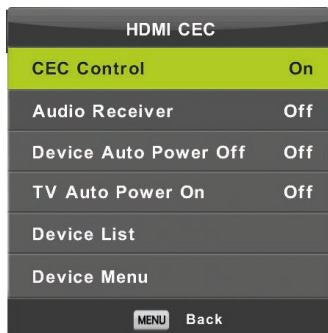 HDMI CEC
CEC Control On
Audio Receiver Off
Device Auto Power Off Off
TV Auto Power On Off
Device List
Device Menu
MENU Back